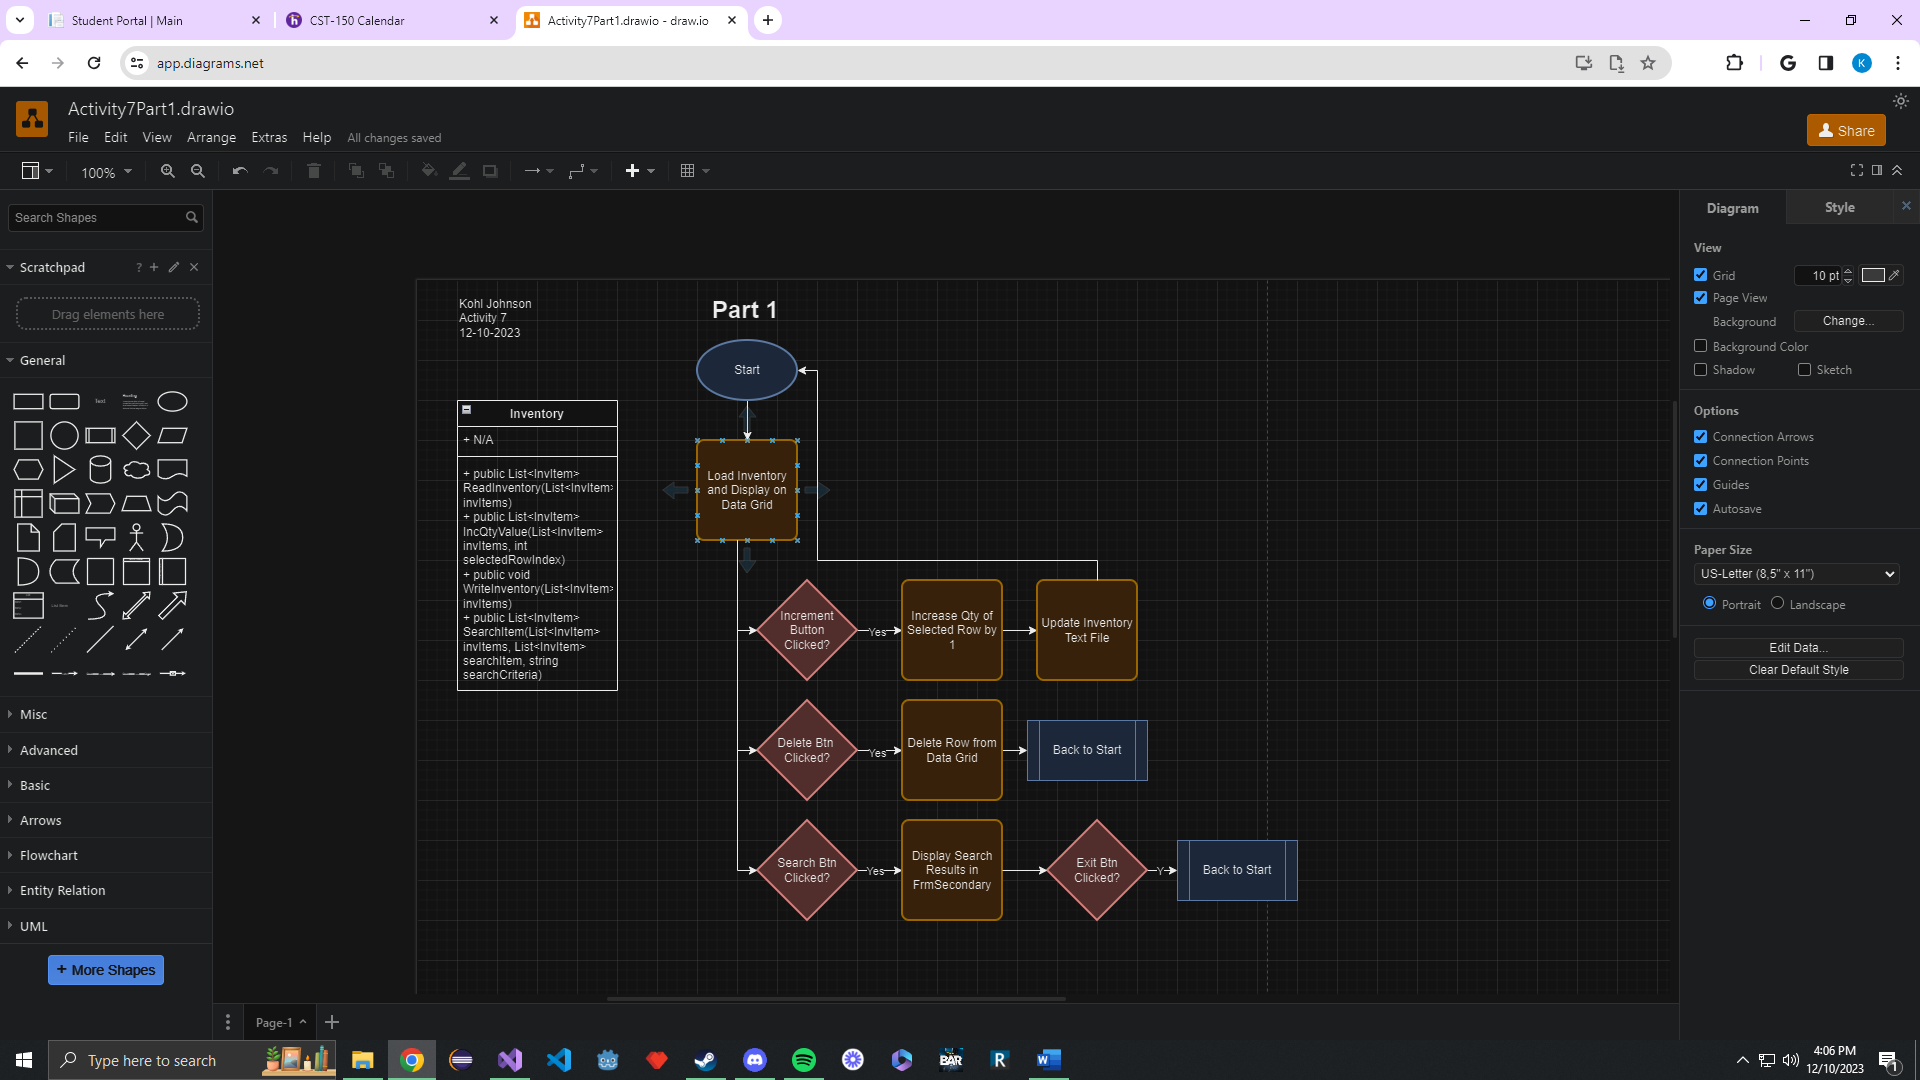 Student Portal | Main
CST-150 Calendar
Activity7Part1.drawio - draw.io
app.diagrams.net
K
Activity7Part1.drawio
File Edit View Arrange Extras Help All changes saved
Share
100%
Search Shapes
Diagram
Style
Scratchpad
?
Drag elements here
General
Text
Heading
Misc
Advanced
Basic
Arrows
Flowchart
Entity Relation
UML
+ More Shapes
Kohl Johnson
Activity 7
12-10-2023
Part 1
Start
Inventory
+ N/A
+ public List<InvItem>
ReadInventory(List<InvItem>
invItems)
+ public List<InvItem>
IncQtyValue(List<InvItem>
invItems, int
selectedRowIndex)
+ public void
WriteInventory(List<InvItem>
invItems)
+ public List<InvItem>
SearchItem(List<InvItem>
invItems, List<InvItem>
searchItem, string
searchCriteria)
Load Inventory
and Display on
Data Grid
Increment
Button
Clicked?
Yes
Increase Qty of
Selected Row by
1
Update Inventory
Text File
Delete Btn
Clicked?
Yes
Delete Row from
Data Grid
Back to Start
Search Btn
Clicked?
Yes
Display Search
Results in
FrmSecondary
Exit Btn
Clicked?
Y
Back to Start
View
Grid
10 pt
Page View
Background
Change...
Background Color
Shadow
Sketch
Options
Connection Arrows
Connection Points
Guides
Autosave
Paper Size
US-Letter (8,5" x 11")
Portrait
Landscape
Edit Data...
Clear Default Style
Page-1
Type here to search
BAR
R
W
4:06 PM
12/10/2023
1